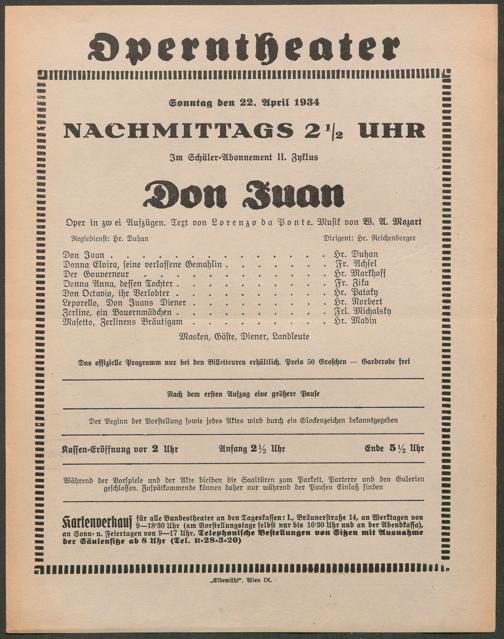 Operntheater
Sonntag den 22. April 1934
NACHMITTAGS 2 1/2 UHR
Im Schüler-Abonnement II. Zyklus
Don Juan
Oper in zwei Aufzügen. Text von Lorenzo da Ponte. Musik von W. A. Mozart
Regiedienst: Hr. Duhan Dirigent: Hr. Reichenberger
Don Juan . . . . . . . . . . . . . Hr. Duhan
Donna Elvira, seine verlassene Gemahlin . . . . . . . Fr. Achsel
Der Gouverneur . . . . . . . . . . . . Hr. Markhoff
Donna Anna, dessen Tochter . . . . . . . . . Fr. Zika
Don Octavio, ihr Verlobter . . . . . . . . . Hr. Pataky
Leporello, Don Juans Diener . . . . . . . . . Hr. Norbert
Zerline, ein Bauernmädchen . . . . . . . . . Frl. Michalsky
Masetto, Zerlinens Bräutigam . . . . . . . . . Hr. Madin
Masken, Gäste, Diener, Landleute
Das offizielle Programm nur bei den Billetteuren erhältlich. Preis 50 Groschen — Garderobe frei
Nach dem ersten Aufzug eine größere Pause
Der Beginn der Vorstellung sowie jedes Aktes wird durch ein Glockenzeichen bekanntgegeben
Kassen-Eröffnung vor 2 Uhr Anfang 2 1/2 Uhr Ende 5 1/2 Uhr
Während der Vorspiele und der Akte bleiben die Saaltüren zum Parkett, Parterre und den Galerien
geschlossen. Zuspätkommende können daher nur während der Pausen Einlaß finden
Kartenverkauf für alle Bundestheater an den Tageskassen: I., Bräunerstraße 14, an Werktagen von
9—18·30 Uhr (am Vorstellungstage selbst nur bis 16·30 Uhr und an der Abendkassa),
an Sonn- u. Feiertagen von 9—17 Uhr. Telephonische Bestellungen von Sitzen mit Ausnahme
der Säulensitze ab 8 Uhr (Tel. R-28-3-20)
„Elbemühl", Wien IX.